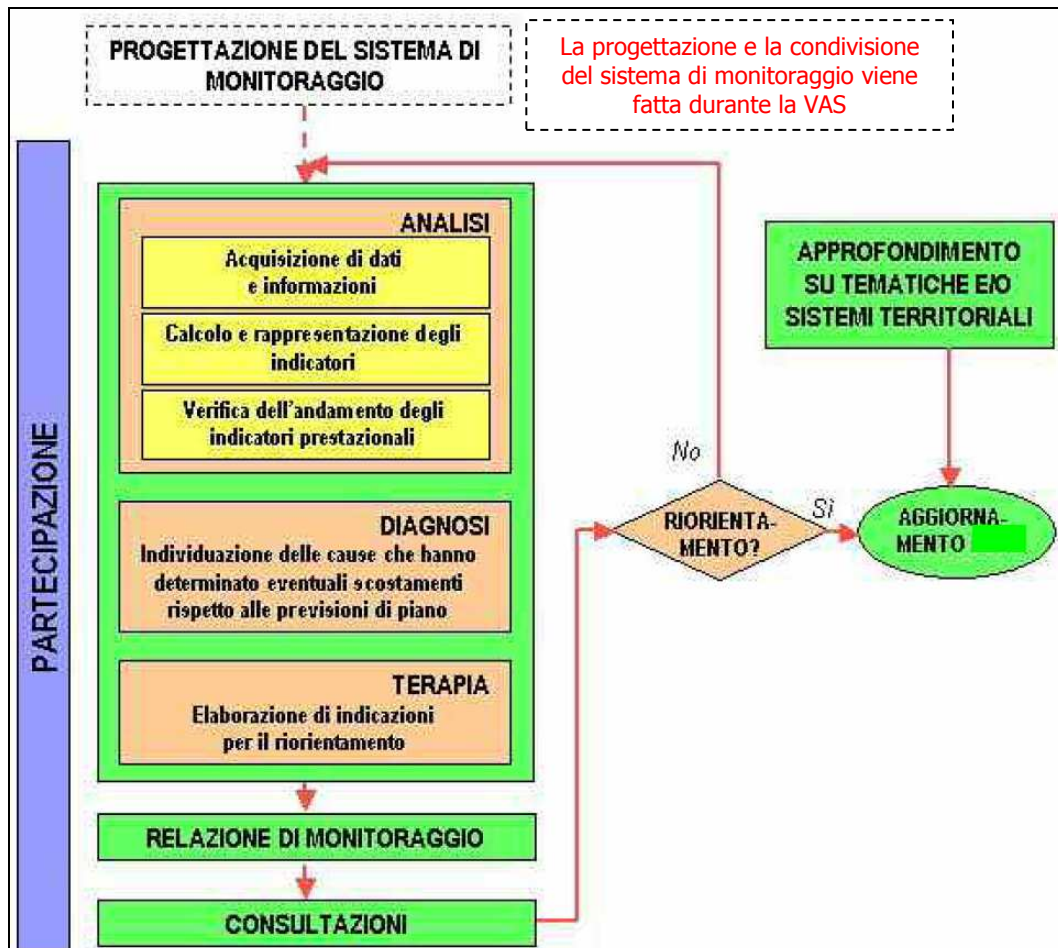 PROGETTAZIONE DEL SISTEMA DI
MONITORAGGIO
La progettazione e la condivisione
del sistema di monitoraggio viene
fatta durante la VAS
PARTECIPAZIONE
ANALISI
Acquisizione di dati
e informazioni
Calcolo e rappresentazione degli
indicatori
Verifica dell'andamento degli
indicatori prestazionali
DIAGNOSI
Individuazione delle cause che hanno
determinato eventuali scostamenti
rispetto alle previsioni di piano
TERAPIA
Elaborazione di indicazioni
per il riorientamento
RELAZIONE DI MONITORAGGIO
CONSULTAZIONI
No
RIORIENTA-
MENTO?
Sì
APPROFONDIMENTO
SU TEMATICHE E/O
SISTEMI TERRITORIALI
AGGIORNA-
MENTO